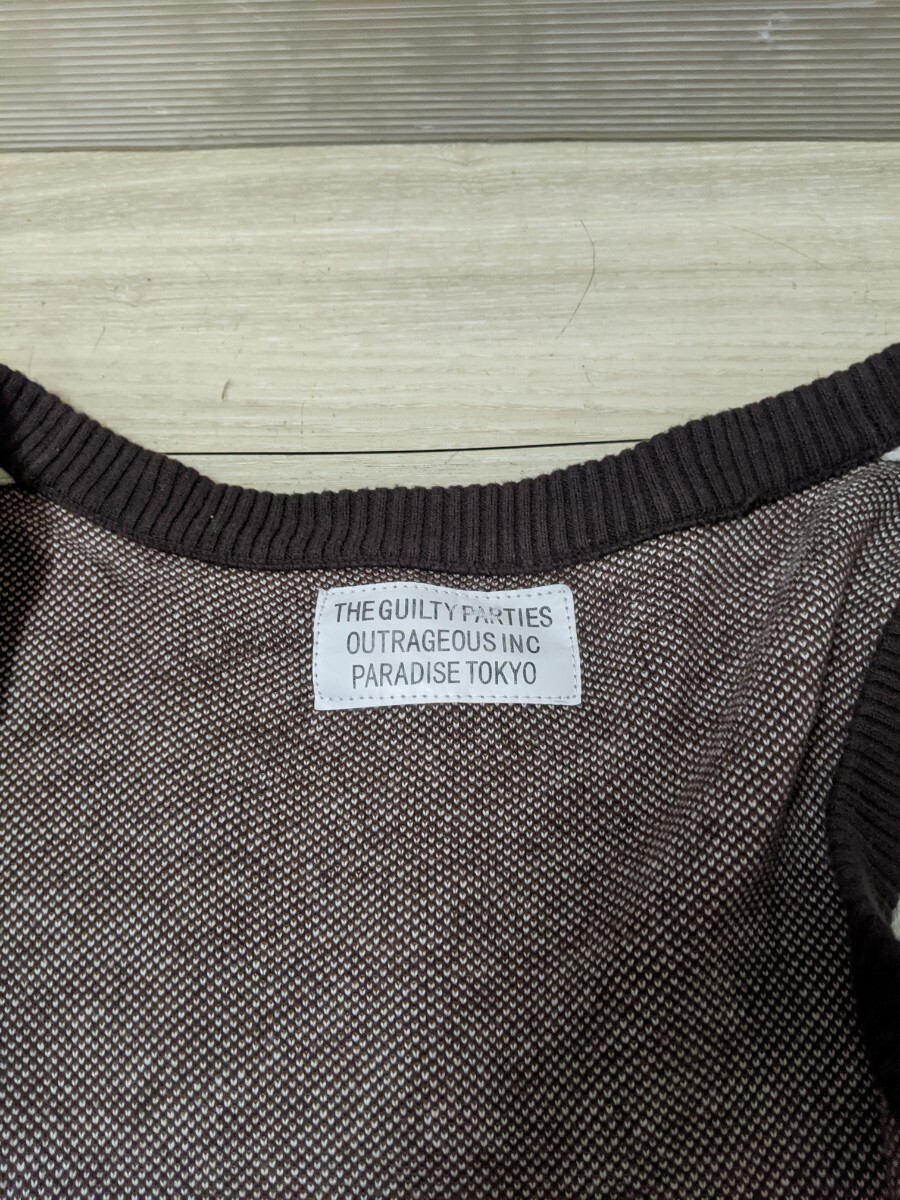 THE GUILTY PARTIES
OUTRAGEOUS INC
PARADISE TOKYO